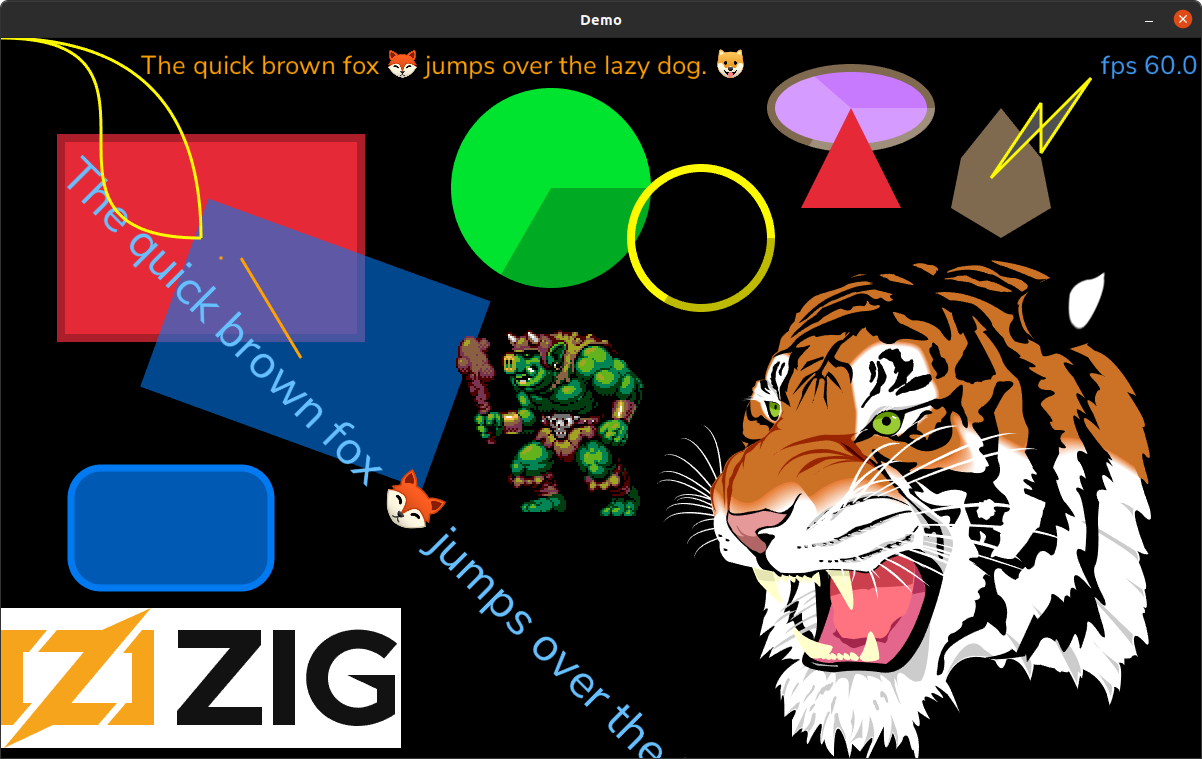 Demo
The quick brown fox 🦊 jumps over the lazy dog. 🐶
fps 60.0
The quick brown fox 🦊 jumps over the
ZIG